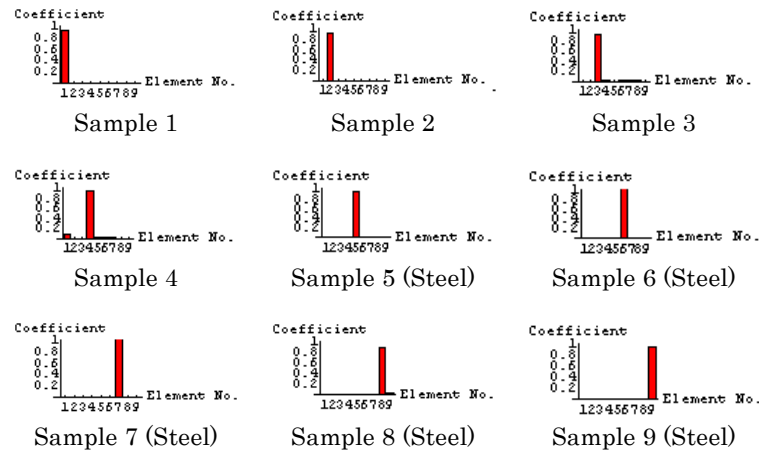 Coefficient
1
0.8
0.6
0.4
0.2
Element No.
123456789
Sample 1
Coefficient
1
0.8
0.6
0.4
0.2
Element No.
123456789
Sample 2
Coefficient
1
0.8
0.6
0.4
0.2
Element No.
123456789
Sample 3
Coefficient
1
0.8
0.6
0.4
0.2
Element No.
123456789
Sample 4
Coefficient
1
0.8
0.6
0.4
0.2
Element No.
123456789
Sample 5 (Steel)
Coefficient
1
0.8
0.6
0.4
0.2
Element No.
123456789
Sample 6 (Steel)
Coefficient
1
0.8
0.6
0.4
0.2
Element No.
123456789
Sample 7 (Steel)
Coefficient
1
0.8
0.6
0.4
0.2
Element No.
123456789
Sample 8 (Steel)
Coefficient
1
0.8
0.6
0.4
0.2
Element No.
123456789
Sample 9 (Steel)